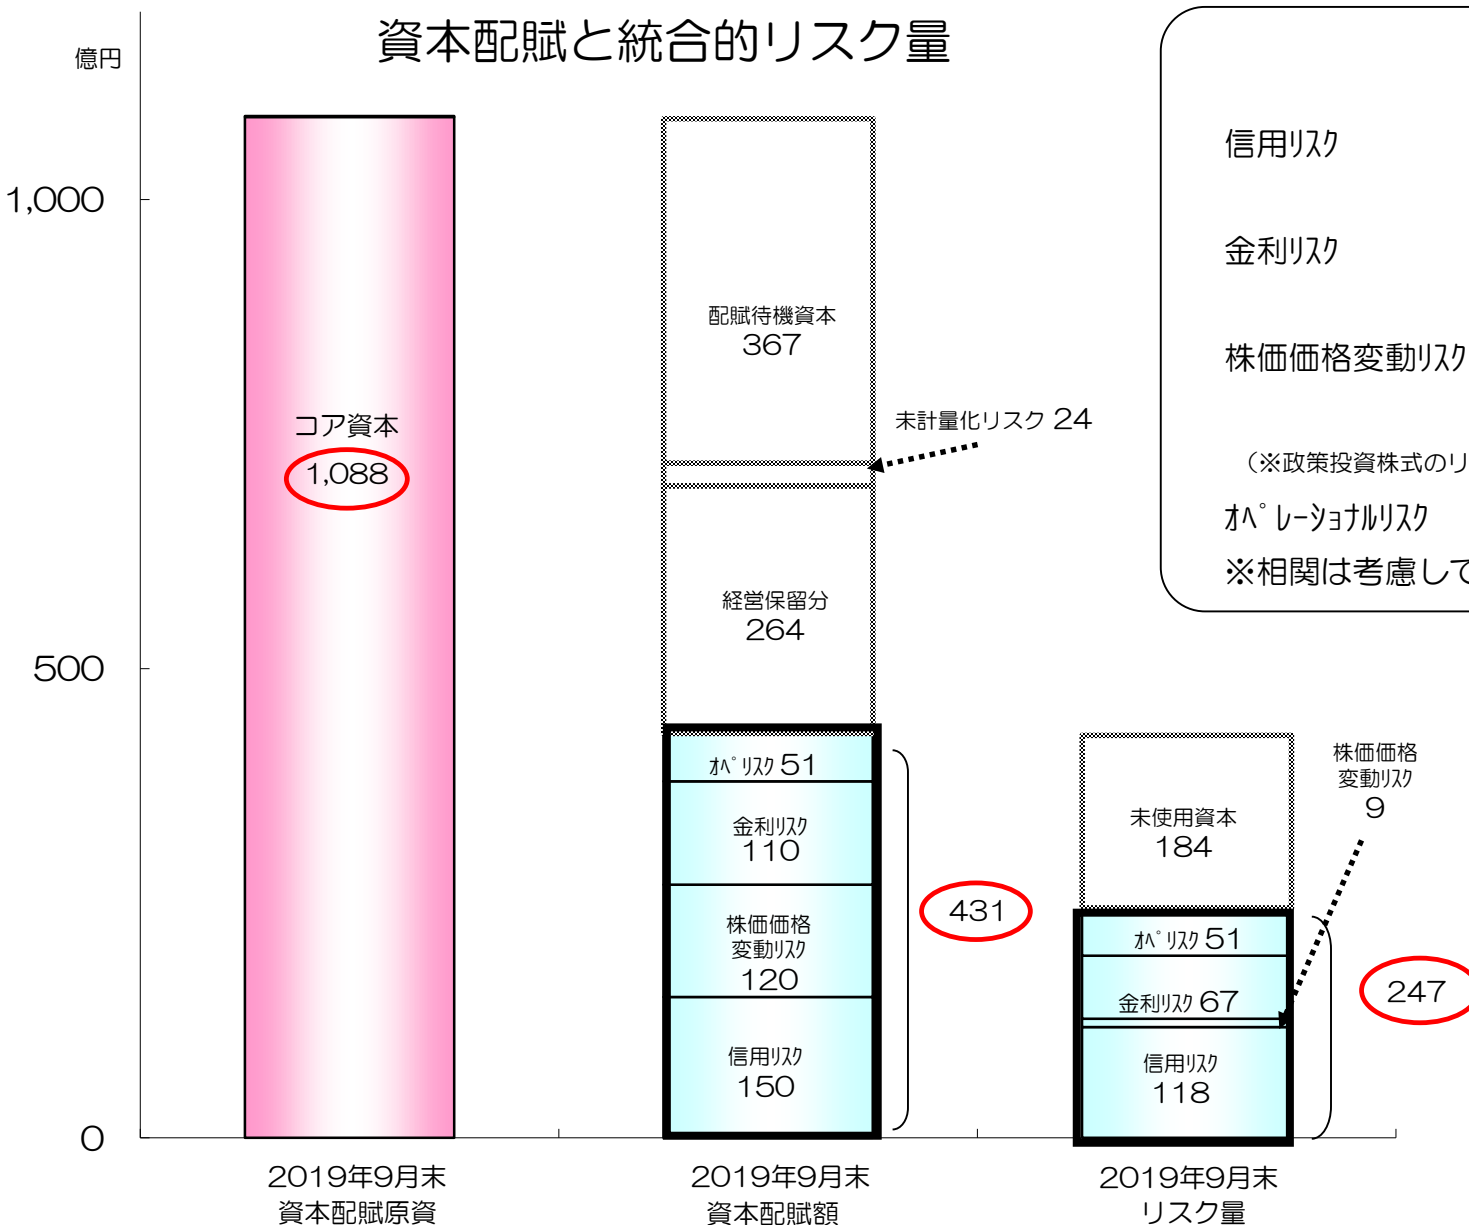 資本配賦と統合的リスク量
億円
1,000
500
0
コア資本
1,088
配賦待機資本
367
未計量化リスク 24
経営保留分
264
ｵﾍﾟﾘｽｸ 51
金利ﾘｽｸ
110
株価価格
変動ﾘｽｸ
120
信用ﾘｽｸ
150
431
未使用資本
184
株価価格
変動ﾘｽｸ
9
ｵﾍﾟﾘｽｸ 51
金利ﾘｽｸ 67
信用ﾘｽｸ
118
247
2019年9月末
資本配賦原資
2019年9月末
資本配賦額
2019年9月末
リスク量
信用ﾘｽｸ
金利ﾘｽｸ
株価価格変動ﾘｽｸ
（※政策投資株式のリ
ｵﾍﾟﾚｰｼｮﾅﾙﾘｽｸ
※相関は考慮して